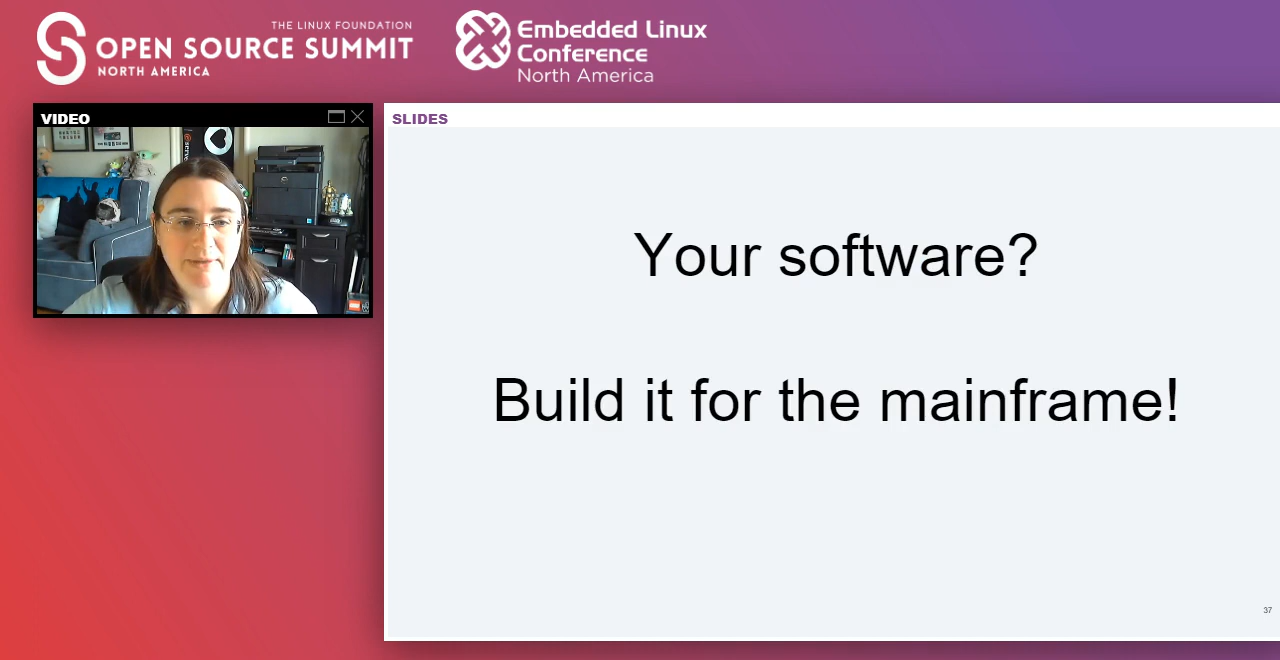 THE LINUX FOUNDATION
OPEN SOURCE SUMMIT
NORTH AMERICA
Embedded Linux
Conference
North America
VIDEO
SLIDES
Your software?
Build it for the mainframe!
37